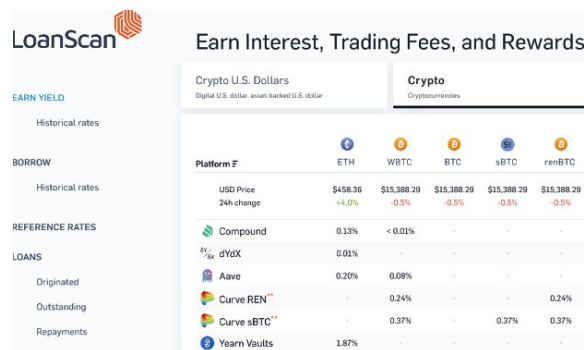 LoanScan
Earn Interest, Trading Fees, and Rewards
Crypto U.S. Dollars
Digital U.S. dollar, asset-backed U.S. dollar
Crypto
Cryptocurrencies
EARN YIELD
Historical rates
BORROW
Historical rates
REFERENCE RATES
LOANS
Originated
Outstanding
Repayments
Platform ETH WBTC BTC sBTC renBTC
USD Price $458.36 $15,388.29 $15,388.29 $15,388.29 $15,388.29
24h change +4.0% -0.5% -0.5% -0.5% -0.5%
Compound 0.13% < 0.01% - - -
dYdX 0.01% - - - -
Aave 0.20% 0.08% - - -
Curve REN** - 0.24% - - 0.24%
Curve sBTC** - 0.37% - 0.37% 0.37%
Yearn Vaults 1.87% - - - -